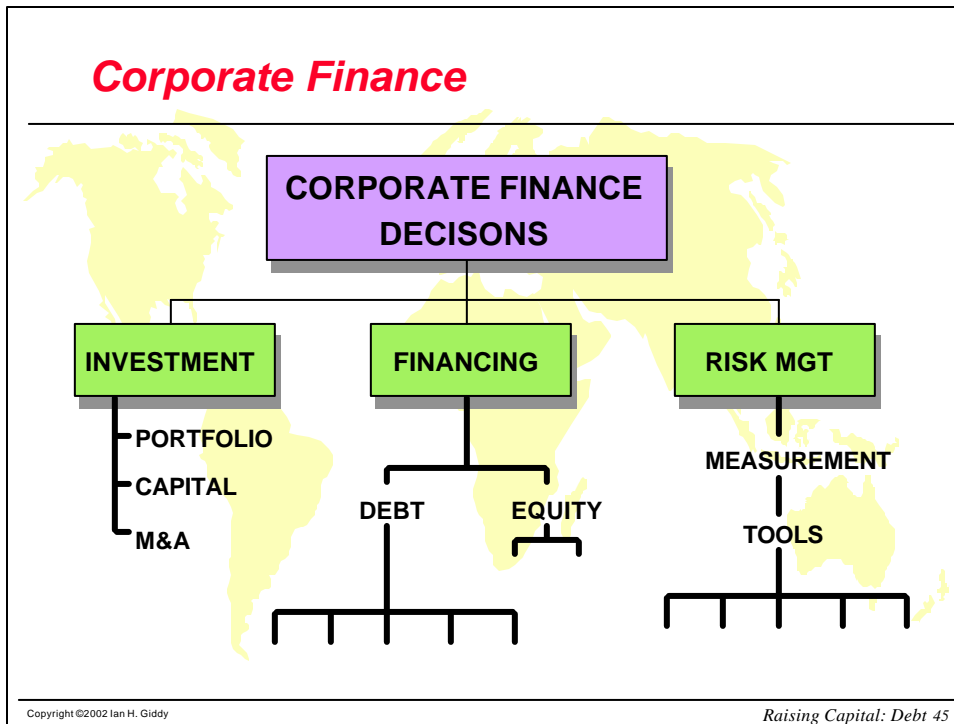 Corporate Finance
CORPORATE FINANCE
DECISONS
INVESTMENT
FINANCING
RISK MGT
PORTFOLIO
CAPITAL
M&A
DEBT
EQUITY
MEASUREMENT
TOOLS
Copyright ©2002 Ian H. Giddy
Raising Capital: Debt 45